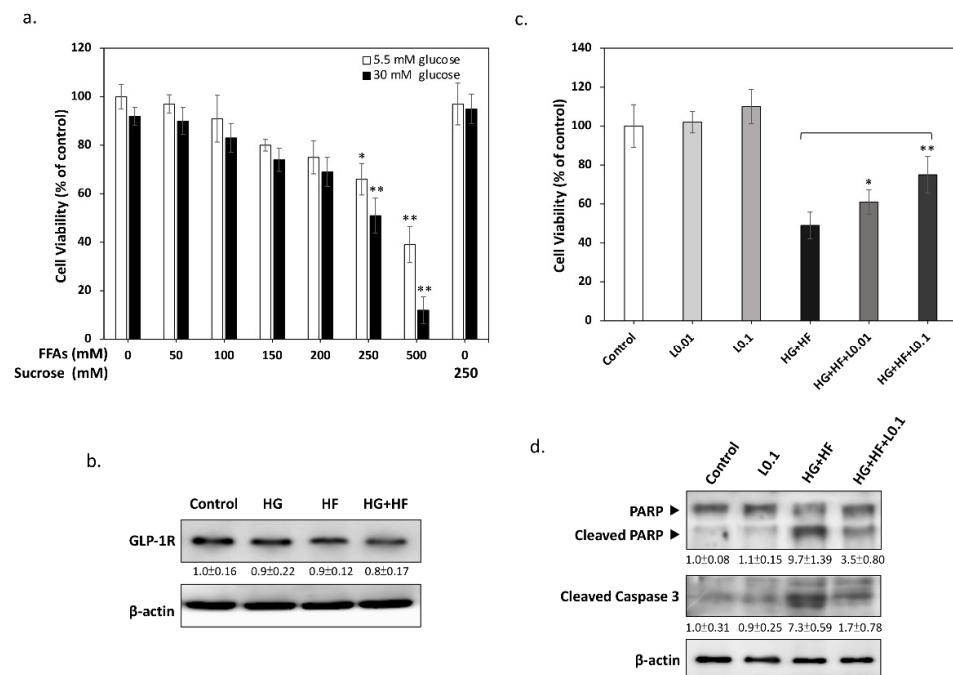 a.
120
100
80
60
40
20
0
Cell Viability (% of control)
5.5 mM glucose
30 mM glucose
*
**
**
**
FFAs (mM) 0 50 100 150 200 250 500 0
Sucrose (mM) 250
c.
140
120
100
80
60
40
20
0
Cell Viability (% of control)
*
**
Control L0.01 L0.1 HG+HF HG+HF+L0.01 HG+HF+L0.1
b.
Control HG HF HG+HF
GLP-1R
1.0±0.16 0.9±0.22 0.9±0.12 0.8±0.17
β-actin
d.
Control L0.1 HG+HF HG+HF+L0.1
PARP
Cleaved PARP
1.0±0.08 1.1±0.15 9.7±1.39 3.5±0.80
Cleaved Caspase 3
1.0±0.31 0.9±0.25 7.3±0.59 1.7±0.78
β-actin